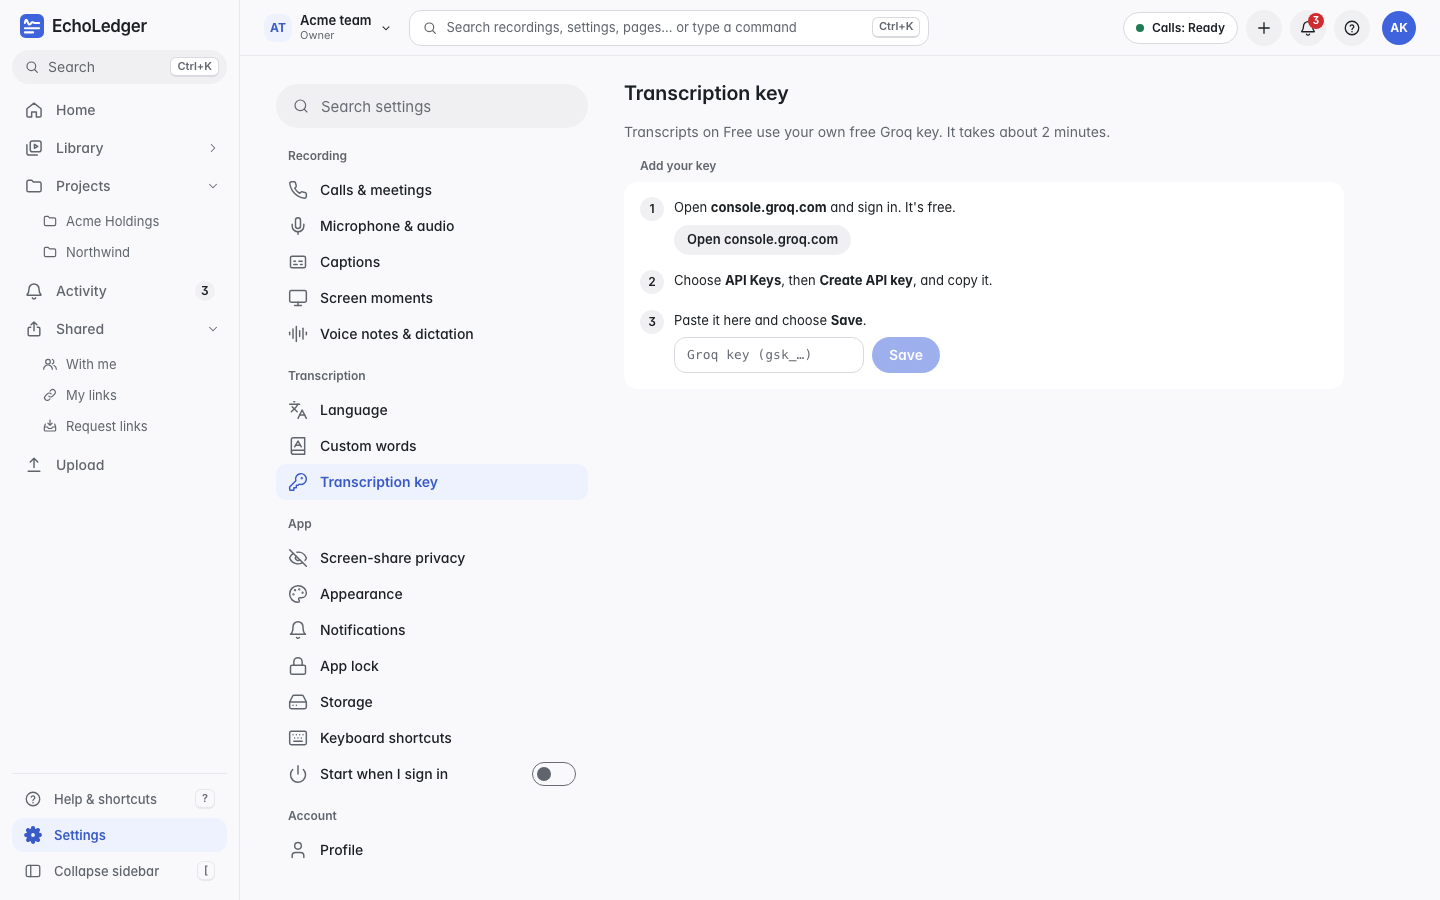 EchoLedger
Search Ctrl+K
Home
Library
Projects
Acme Holdings
Northwind
Activity 3
Shared
With me
My links
Request links
Upload
Help & shortcuts ?
Settings
Collapse sidebar [
AT Acme team
Owner
Search recordings, settings, pages... or type a command Ctrl+K
Calls: Ready
3
AK
Search settings
Recording
Calls & meetings
Microphone & audio
Captions
Screen moments
Voice notes & dictation
Transcription
Language
Custom words
Transcription key
App
Screen-share privacy
Appearance
Notifications
App lock
Storage
Keyboard shortcuts
Start when I sign in
Account
Profile
Transcription key
Transcripts on Free use your own free Groq key. It takes about 2 minutes.
Add your key
1 Open console.groq.com and sign in. It's free.
Open console.groq.com
2 Choose API Keys, then Create API key, and copy it.
3 Paste it here and choose Save.
Groq key (gsk_…) Save